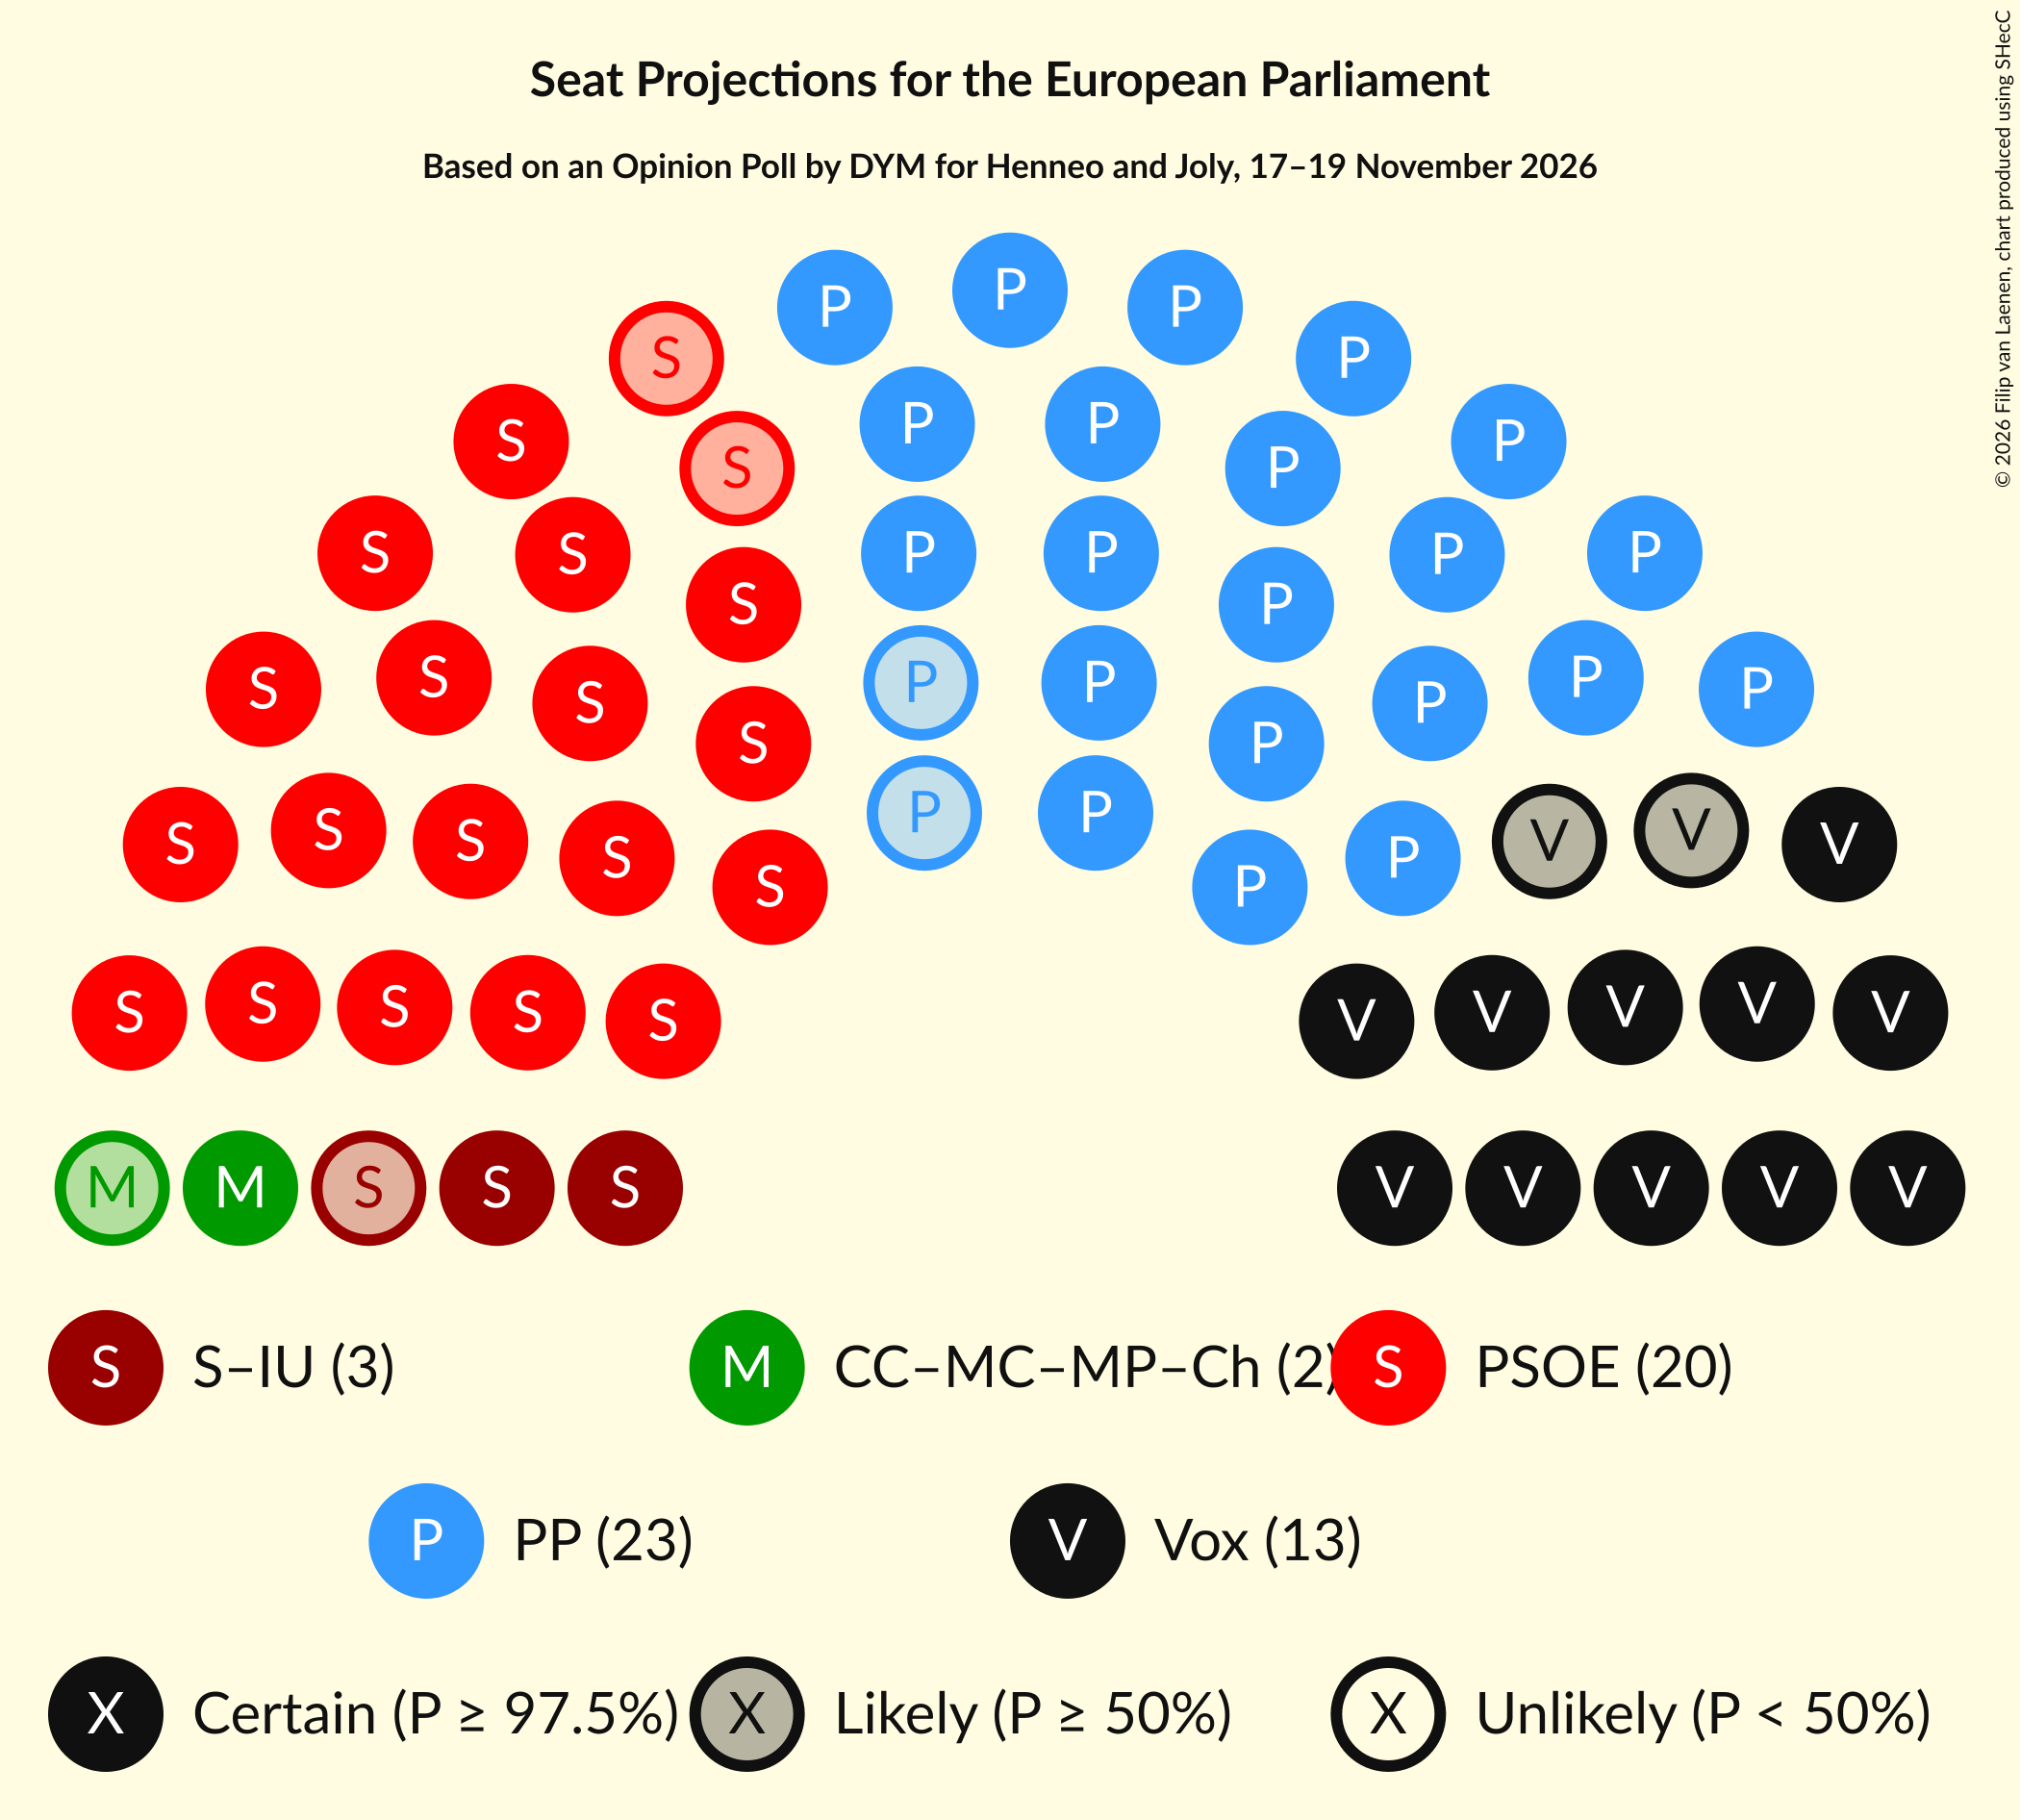 Seat Projections for the European Parliament
Based on an Opinion Poll by DYM for Henneo and Joly, 17–19 November 2026
© 2026 Filip van Laenen, chart produced using SHecC
P
P P
S P
P P
S P
S P
S S P P P P
S P
S S S P P P P P
S P
P P
S S S S P V V V
S P
S S S S S V V V V V
M M S S S V V V V V
S S–IU (3) M CC–MC–MP–Ch (2) S PSOE (20)
P PP (23) V Vox (13)
X Certain (P ≥ 97.5%) X Likely (P ≥ 50%) X Unlikely (P < 50%)